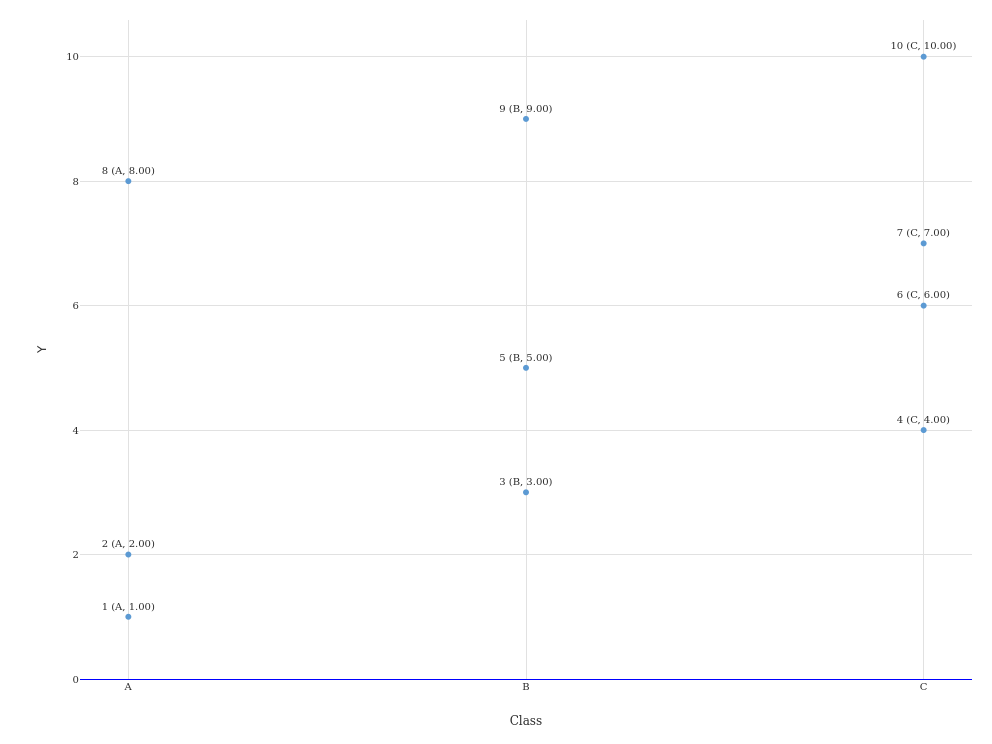 10 (C, 10.00)
10
9 (B, 9.00)
8 (A, 8.00)
8
7 (C, 7.00)
6 (C, 6.00)
6
Y
5 (B, 5.00)
4 (C, 4.00)
4
3 (B, 3.00)
2 (A, 2.00)
2
1 (A, 1.00)
0
A B C
Class